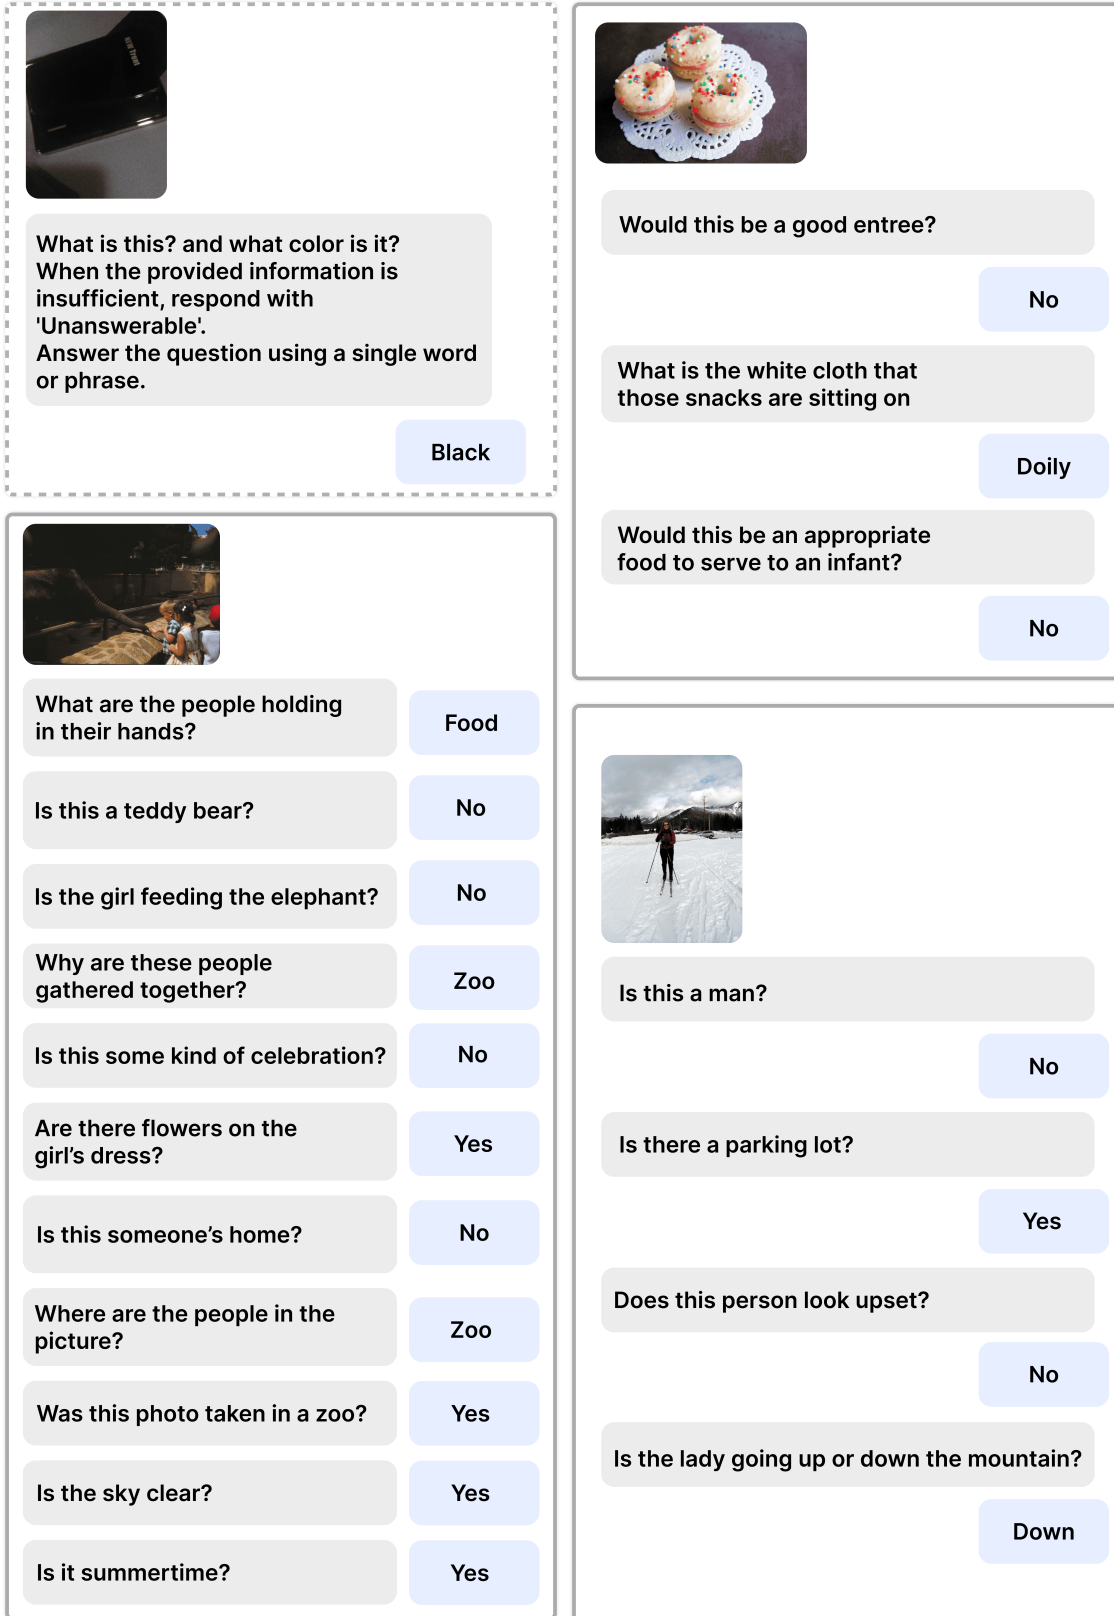 NEW Trent
What is this? and what color is it?
When the provided information is
insufficient, respond with
'Unanswerable'.
Answer the question using a single word
or phrase.
Black
What are the people holding
in their hands?
Food
Is this a teddy bear?
No
Is the girl feeding the elephant?
No
Why are these people
gathered together?
Zoo
Is this some kind of celebration?
No
Are there flowers on the
girl’s dress?
Yes
Is this someone’s home?
No
Where are the people in the
picture?
Zoo
Was this photo taken in a zoo?
Yes
Is the sky clear?
Yes
Is it summertime?
Yes
Would this be a good entree?
No
What is the white cloth that
those snacks are sitting on
Doily
Would this be an appropriate
food to serve to an infant?
No
Is this a man?
No
Is there a parking lot?
Yes
Does this person look upset?
No
Is the lady going up or down the mountain?
Down